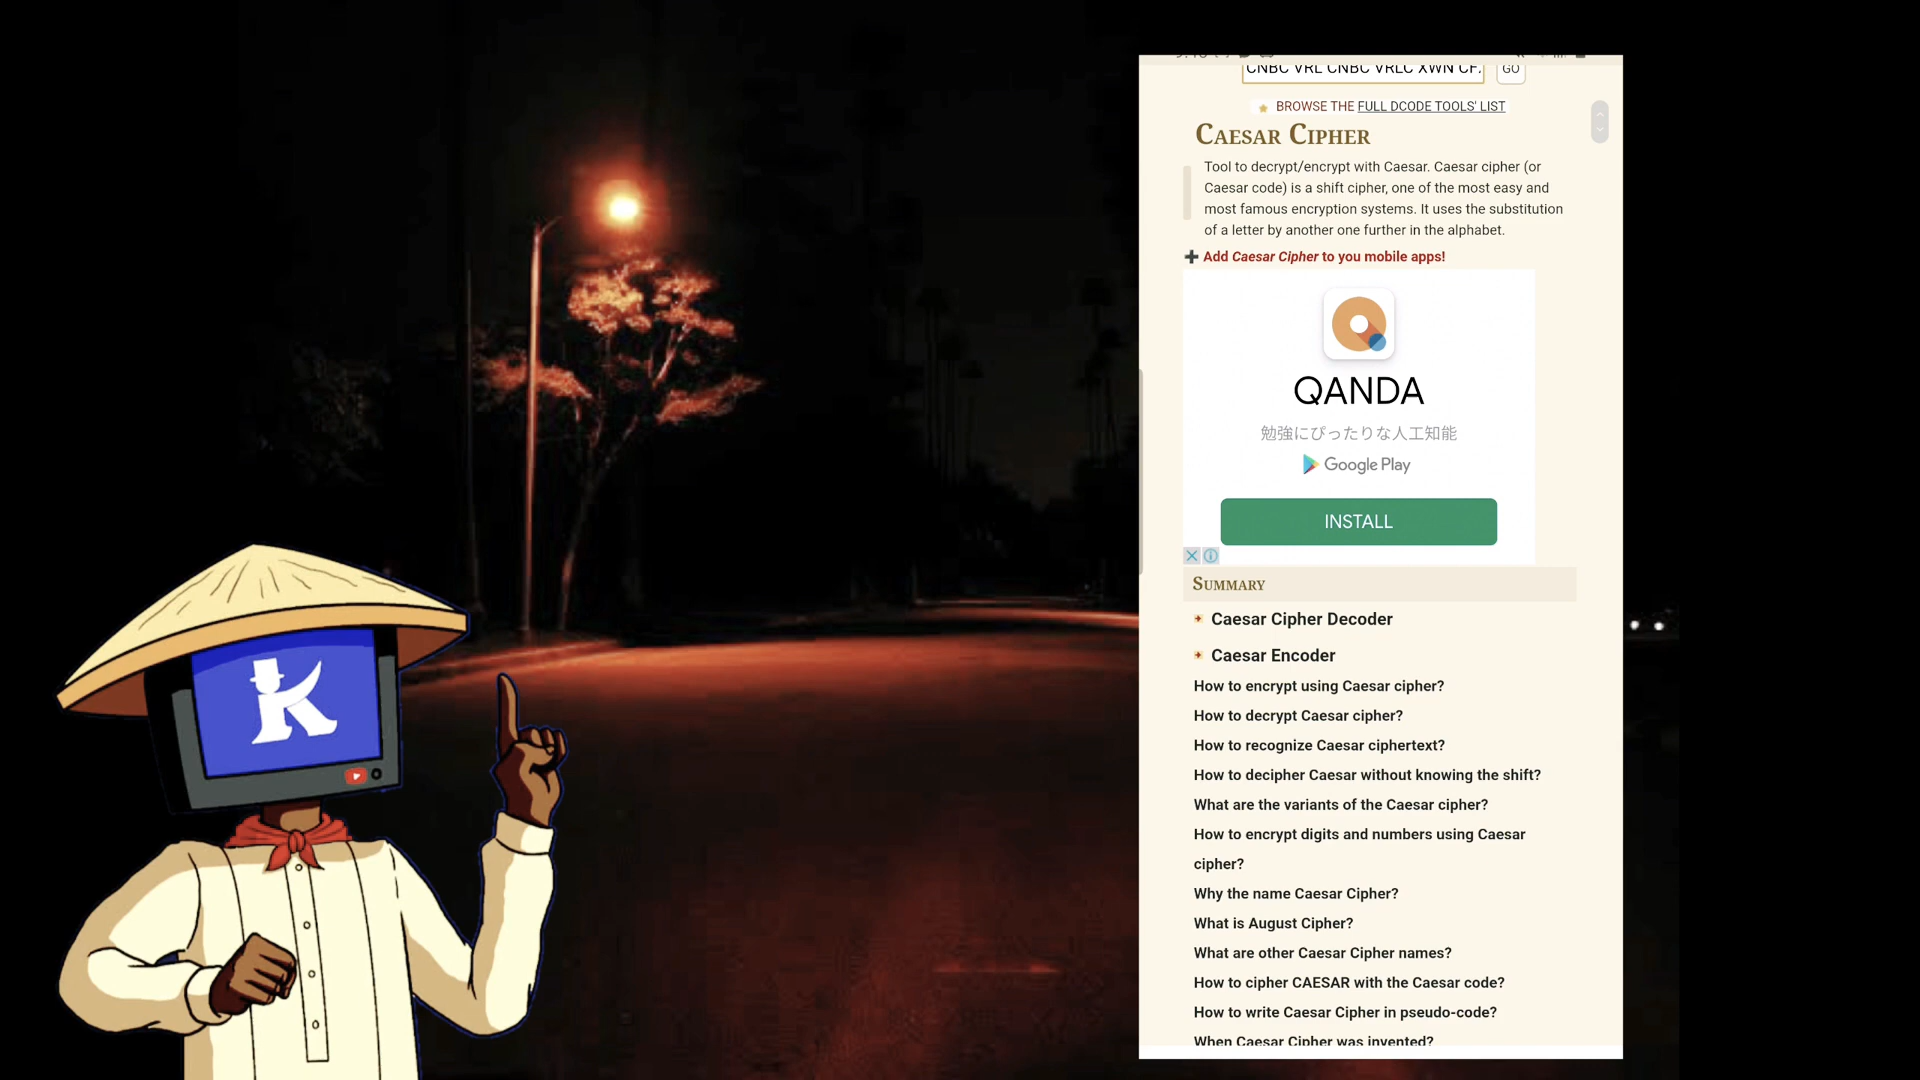 CNBC VRL CNBC VRLC XWN CF
GO
BROWSE THE FULL DCODE TOOLS' LIST
CAESAR CIPHER
Tool to decrypt/encrypt with Caesar. Caesar cipher (or
Caesar code) is a shift cipher, one of the most easy and
most famous encryption systems. It uses the substitution
of a letter by another one further in the alphabet.
Add Caesar Cipher to you mobile apps!
QANDA
勉強にぴったりな人工知能
Google Play
INSTALL
SUMMARY
Caesar Cipher Decoder
Caesar Encoder
How to encrypt using Caesar cipher?
How to decrypt Caesar cipher?
How to recognize Caesar ciphertext?
How to decipher Caesar without knowing the shift?
What are the variants of the Caesar cipher?
How to encrypt digits and numbers using Caesar
cipher?
Why the name Caesar Cipher?
What is August Cipher?
What are other Caesar Cipher names?
How to cipher CAESAR with the Caesar code?
How to write Caesar Cipher in pseudo-code?
When Caesar Cipher was invented?
K